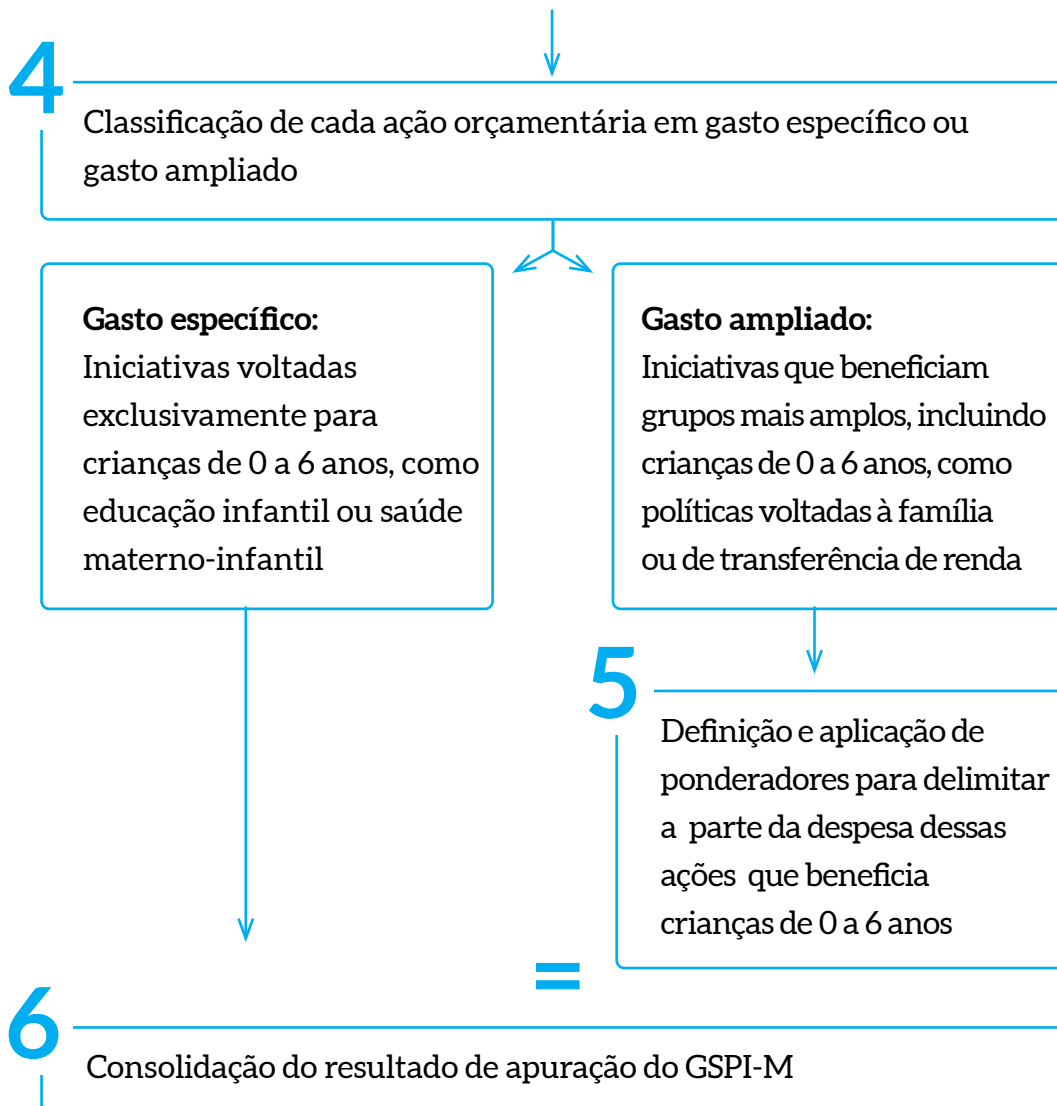 4
Classificação de cada ação orçamentária em gasto específico ou
gasto ampliado
Gasto específico:
Iniciativas voltadas
exclusivamente para
crianças de 0 a 6 anos, como
educação infantil ou saúde
materno-infantil
Gasto ampliado:
Iniciativas que beneficiam
grupos mais amplos, incluindo
crianças de 0 a 6 anos, como
políticas voltadas à família
ou de transferência de renda
5
Definição e aplicação de
ponderadores para delimitar
a parte da despesa dessas
ações que beneficia
crianças de 0 a 6 anos
=
6
Consolidação do resultado de apuração do GSPI-M